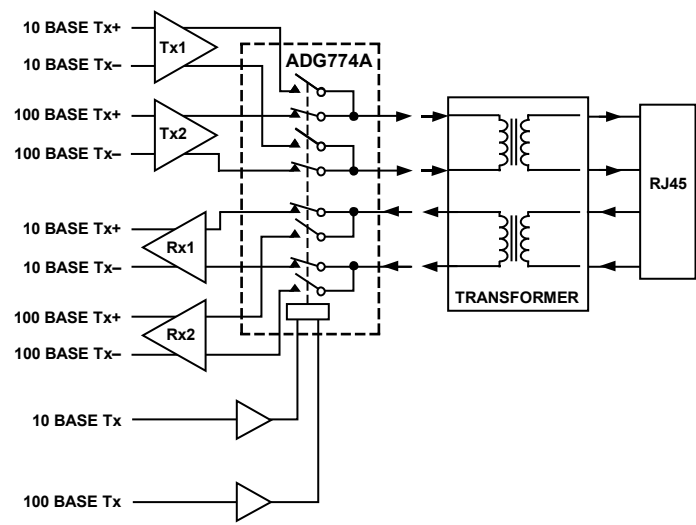 10 BASE Tx+
Tx1
10 BASE Tx–
ADG774A
100 BASE Tx+
Tx2
100 BASE Tx–
RJ45
10 BASE Tx+
Rx1
10 BASE Tx–
TRANSFORMER
100 BASE Tx+
Rx2
100 BASE Tx–
10 BASE Tx
100 BASE Tx